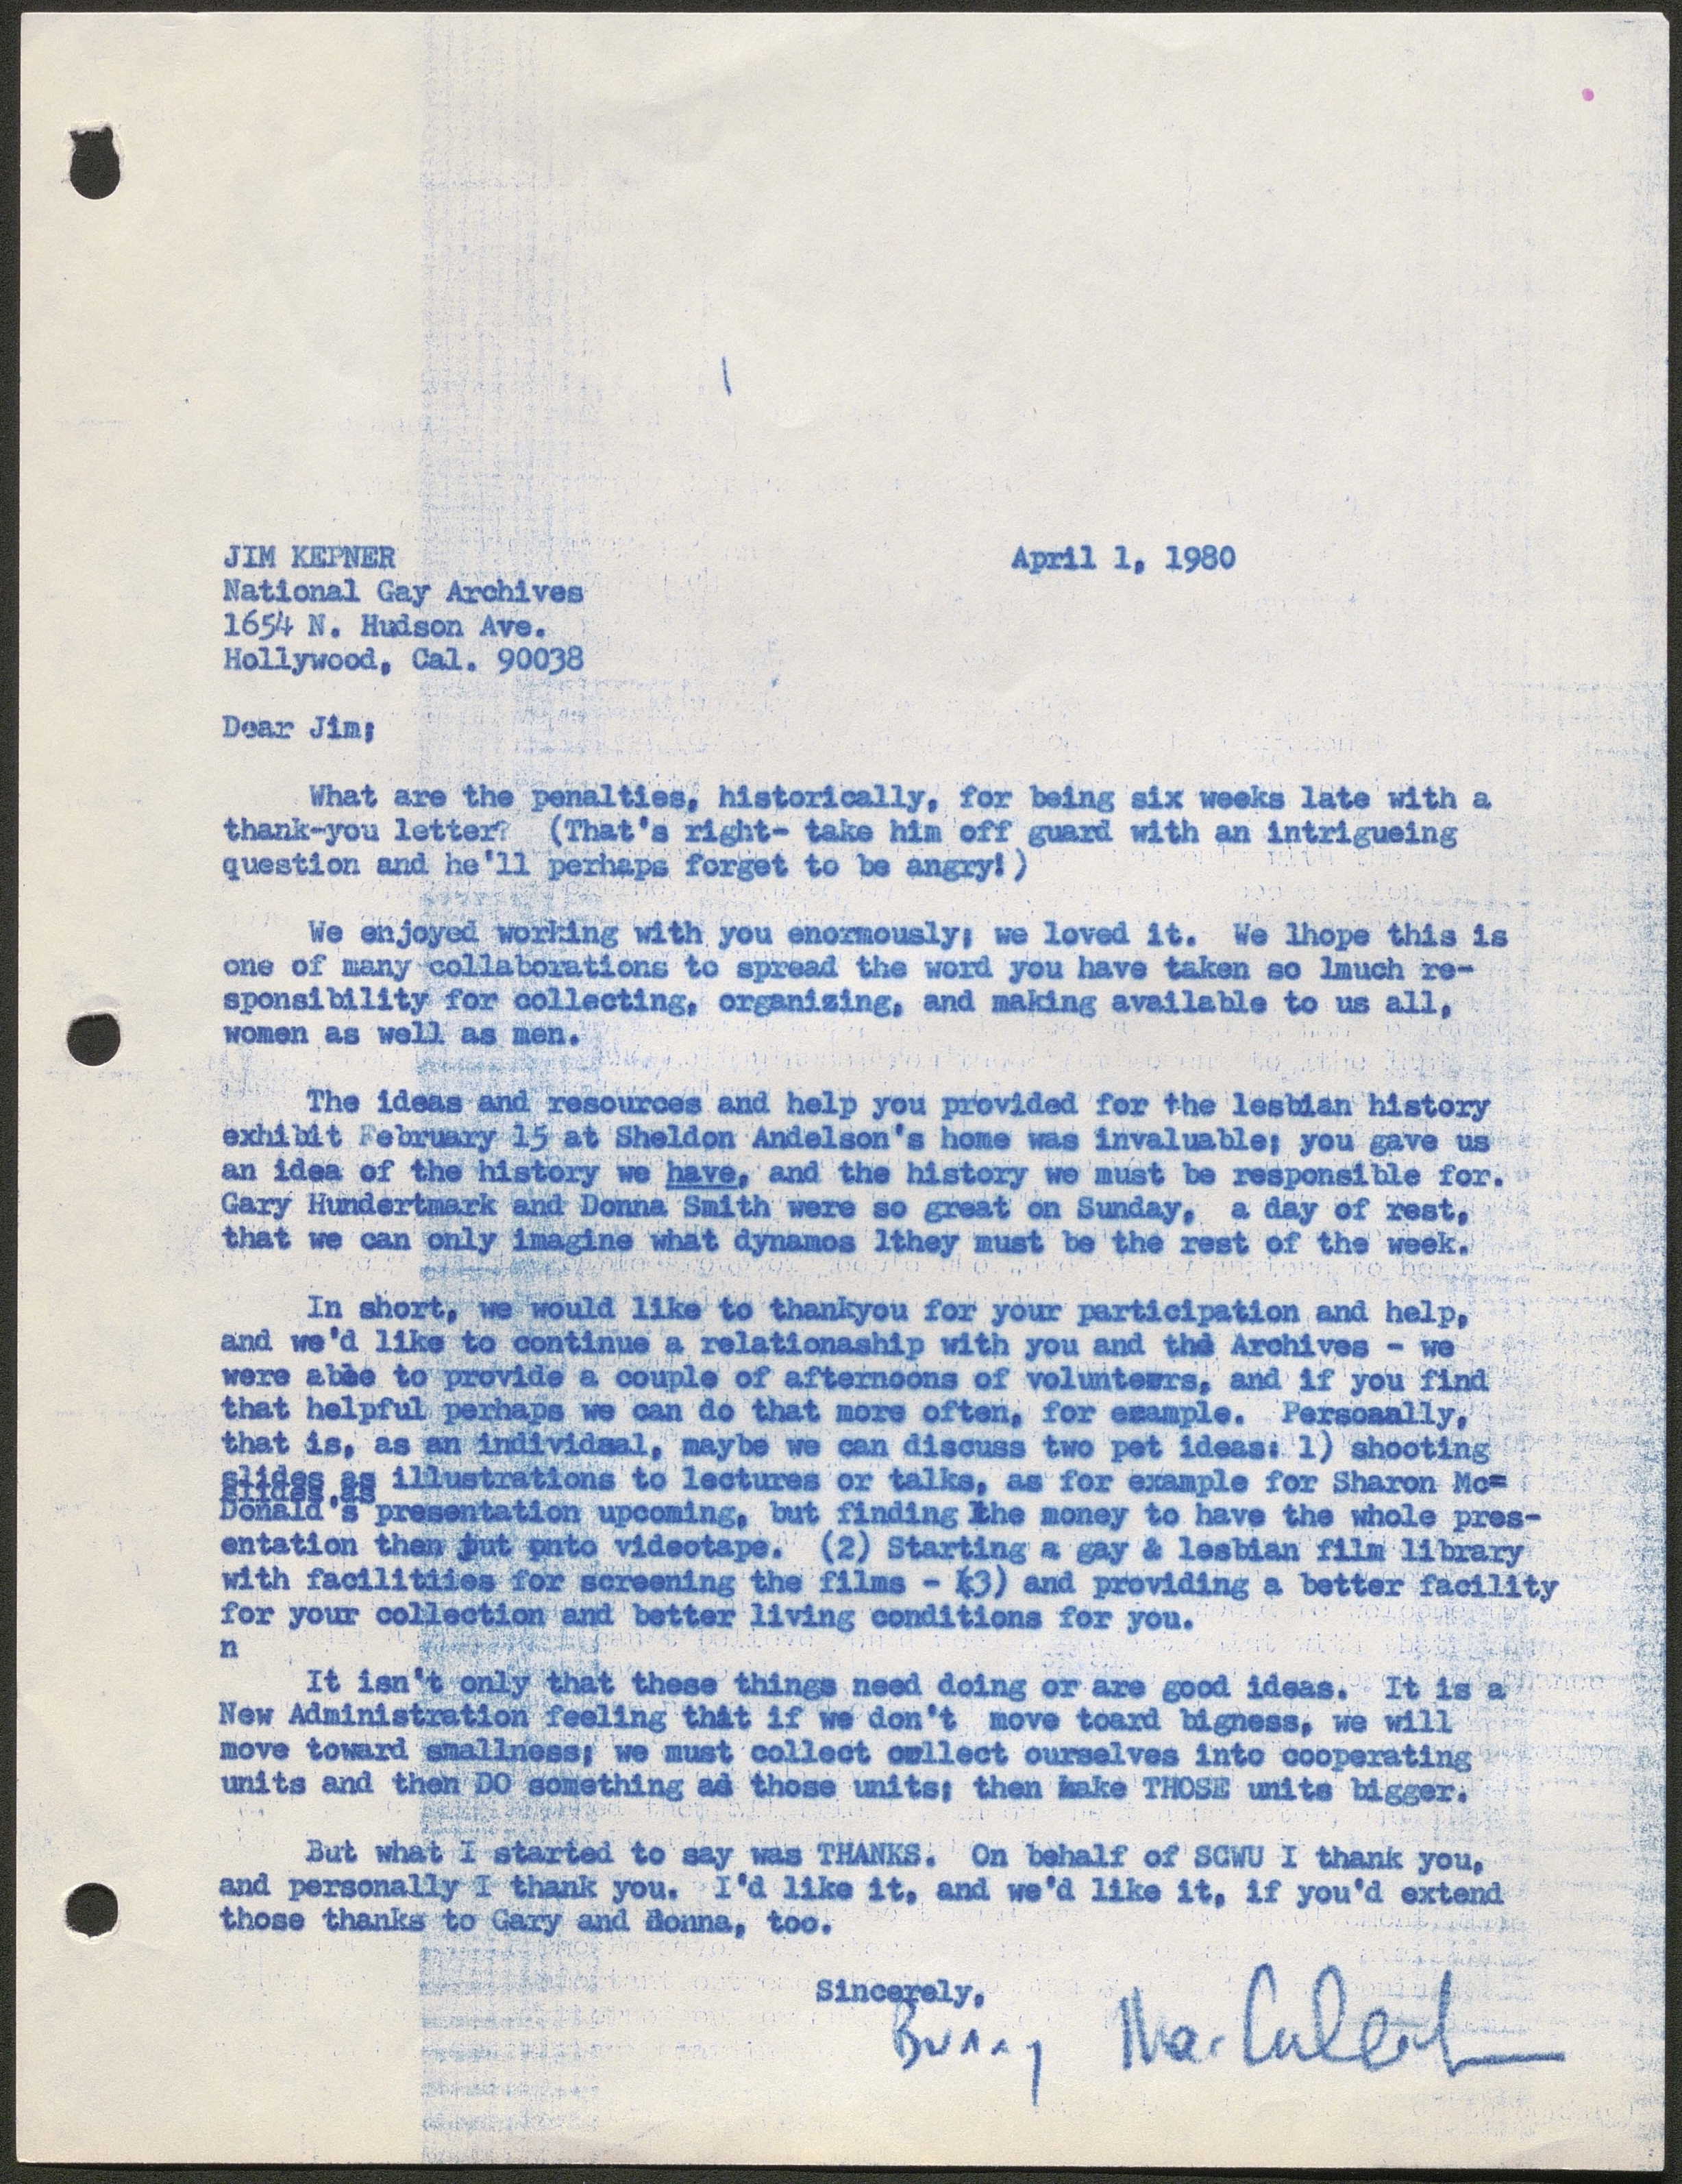 JIM KEPNER
April 1, 1980
National Gay Archives
1654 N. Hudson Ave.
Hollywood, Cal. 90038
Dear Jim;
What are the penalties, historically, for being six weeks late with a
thank-you letter? (That's right- take him off guard with an intrigueing
question and he'll perhaps forget to be angry!)
We enjoyed working with you enormously; we loved it. We lhope this is
one of many collaborations to spread the word you have taken so lmuch re-
sponsibility for collecting, organizing, and making available to us all,
women as well as men.
The ideas and resources and help you provided for the lesbian history
exhibit February 15 at Sheldon Andelson's home was invaluable; you gave us
an idea of the history we have, and the history we must be responsible for.
Gary Hundertmark and Donna Smith were so great on Sunday, a day of rest,
that we can only imagine what dynamos lthey must be the rest of the week.
In short, we would like to thankyou for your participation and help,
and we'd like to continue a relationaship with you and the Archives - we
were able to provide a couple of afternoons of volunteers, and if you find
that helpful perhaps we can do that more often, for example. Personally,
that is, as an individual, maybe we can discuss two pet ideas: 1) shooting
slides as illustrations to lectures or talks, as for example for Sharon Mc=
Donald's presentation upcoming, but finding the money to have the whole pres-
entation then put onto videotape. (2) Starting a gay & lesbian film library
with facilitiies for screening the films - (3) and providing a better facility
for your collection and better living conditions for you.
n
It isn't only that these things need doing or are good ideas. It is a
New Administration feeling that if we don't move toard bigness, we will
move toward smallness; we must collect collect ourselves into cooperating
units and then DO something as those units; then make THOSE units bigger.
But what I started to say was THANKS. On behalf of SCWU I thank you,
and personally I thank you. I'd like it, and we'd like it, if you'd extend
those thanks to Gary and Donna, too.
Sincerely,
Bunny MacCulloch